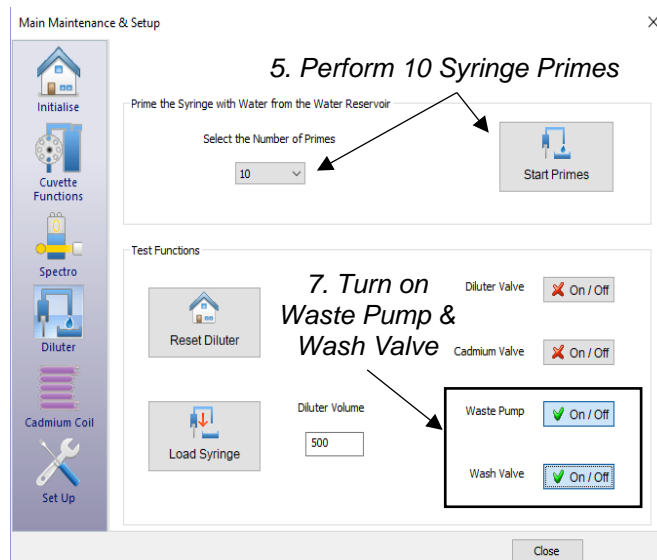 Main Maintenance & Setup
5. Perform 10 Syringe Primes
Initialise
Prime the Syringe with Water from the Water Reservoir
Select the Number of Primes
10
Start Primes
Cuvette
Functions
Spectro
Test Functions
7. Turn on
Waste Pump &
Wash Valve
Diluter Valve
On / Off
Reset Diluter
Diluter
Cadmium Valve
On / Off
Cadmium Coil
Load Syringe
Diluter Volume
500
Waste Pump
On / Off
Wash Valve
On / Off
Set Up
Close